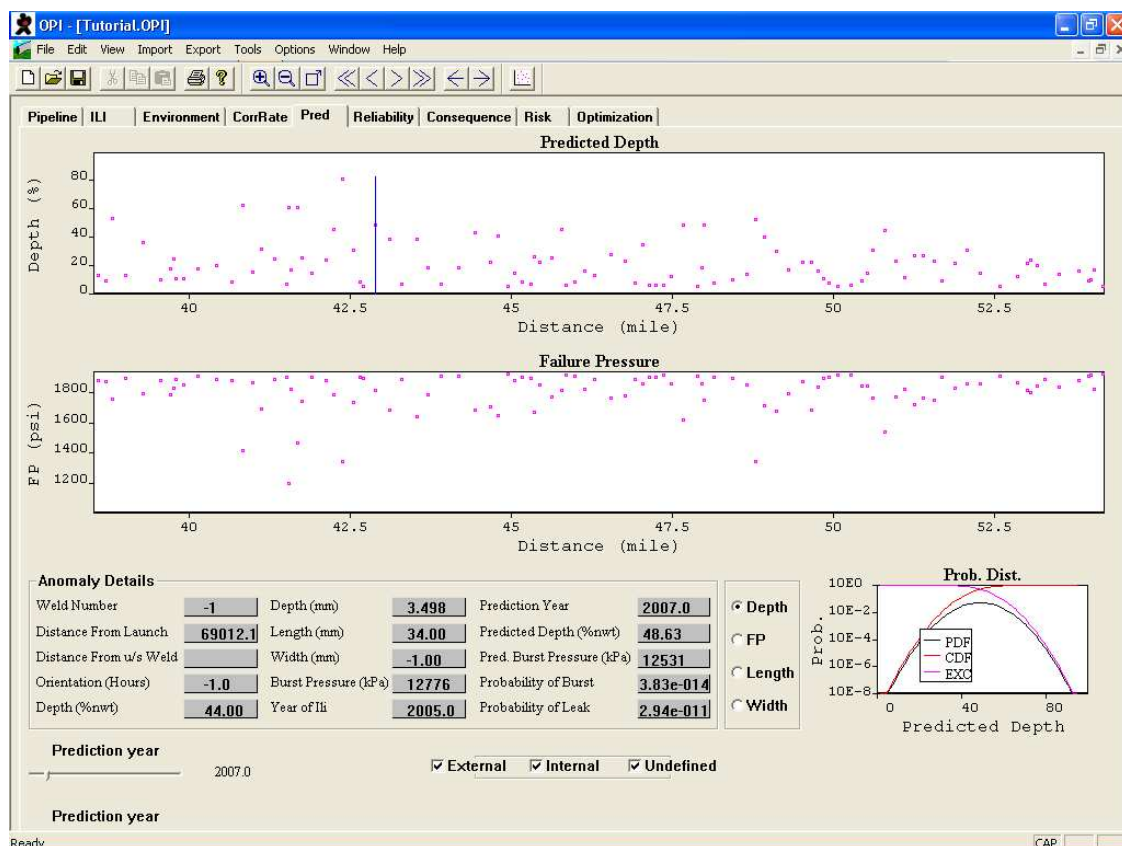 OPI - [Tutorial.OPI]
File Edit View Import Export Tools Options Window Help
Pipeline ILI Environment CorrRate Pred Reliability Consequence Risk Optimization
Predicted Depth
Depth (%)
80
60
40
20
0
40 42.5 45 47.5 50 52.5
Distance (mile)
Failure Pressure
FP (psi)
1800
1600
1400
1200
40 42.5 45 47.5 50 52.5
Distance (mile)
Anomaly Details
Weld Number -1 Depth (mm) 3.498 Prediction Year 2007.0
Distance From Launch 69012.1 Length (mm) 34.00 Predicted Depth (%nwt) 48.63
Distance From u/s Weld Width (mm) -1.00 Pred. Burst Pressure (kPa) 12531
Orientation (Hours) -1.0 Burst Pressure (kPa) 12776 Probability of Burst 3.83e-014
Depth (%nwt) 44.00 Year of Ili 2005.0 Probability of Leak 2.94e-011
Depth
FP
Length
Width
Prob. Dist.
Prob.
10E0
10E-2
10E-4
10E-6
10E-8
PDF
CDF
EXC
0 40 80
Predicted Depth
Prediction year
2007.0
External Internal Undefined
Prediction year
Ready CAP